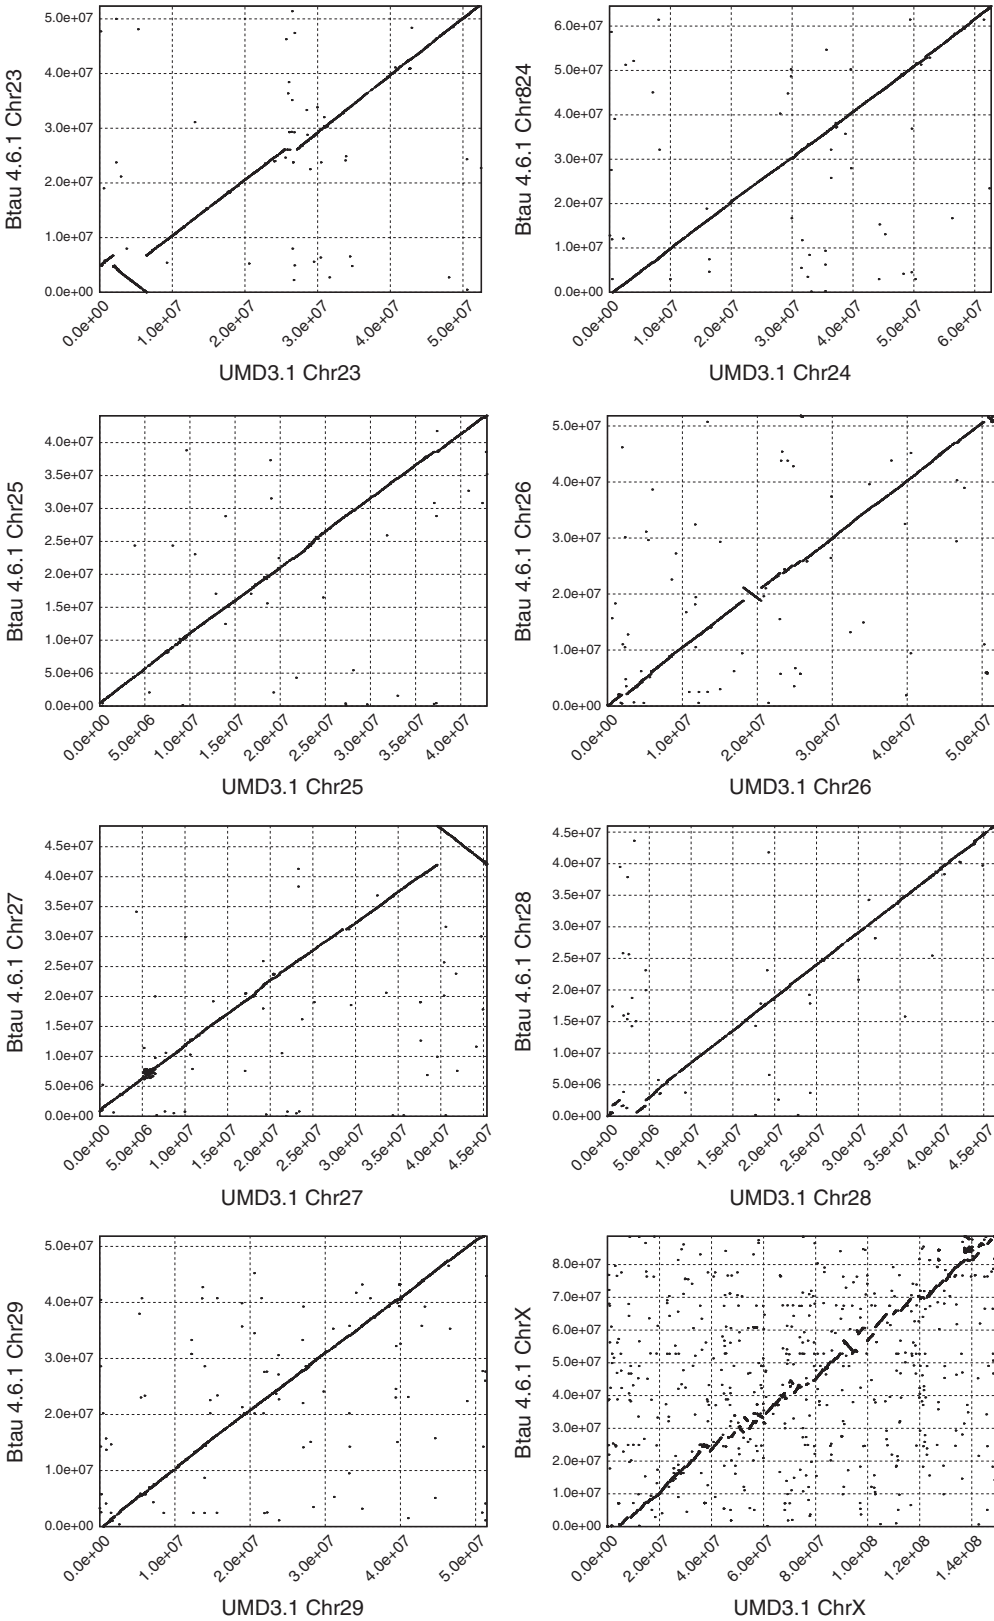 Btau 4.6.1 Chr23
5.0e+07
4.0e+07
3.0e+07
2.0e+07
1.0e+07
0.0e+00
0.0e+00
1.0e+07
2.0e+07
3.0e+07
4.0e+07
5.0e+07
UMD3.1 Chr23
Btau 4.6.1 Chr824
6.0e+07
5.0e+07
4.0e+07
3.0e+07
2.0e+07
1.0e+07
0.0e+00
0.0e+00
1.0e+07
2.0e+07
3.0e+07
4.0e+07
5.0e+07
6.0e+07
UMD3.1 Chr24
Btau 4.6.1 Chr25
4.0e+07
3.5e+07
3.0e+07
2.5e+07
2.0e+07
1.5e+07
1.0e+07
5.0e+06
0.0e+00
0.0e+00
5.0e+06
1.0e+07
1.5e+07
2.0e+07
2.5e+07
3.0e+07
3.5e+07
4.0e+07
UMD3.1 Chr25
Btau 4.6.1 Chr26
5.0e+07
4.0e+07
3.0e+07
2.0e+07
1.0e+07
0.0e+00
0.0e+00
1.0e+07
2.0e+07
3.0e+07
4.0e+07
5.0e+07
UMD3.1 Chr26
Btau 4.6.1 Chr27
4.5e+07
4.0e+07
3.5e+07
3.0e+07
2.5e+07
2.0e+07
1.5e+07
1.0e+07
5.0e+06
0.0e+00
0.0e+00
5.0e+06
1.0e+07
1.5e+07
2.0e+07
2.5e+07
3.0e+07
3.5e+07
4.0e+07
4.5e+07
UMD3.1 Chr27
Btau 4.6.1 Chr28
4.5e+07
4.0e+07
3.5e+07
3.0e+07
2.5e+07
2.0e+07
1.5e+07
1.0e+07
5.0e+06
0.0e+00
0.0e+00
5.0e+06
1.0e+07
1.5e+07
2.0e+07
2.5e+07
3.0e+07
3.5e+07
4.0e+07
4.5e+07
UMD3.1 Chr28
Btau 4.6.1 Chr29
5.0e+07
4.0e+07
3.0e+07
2.0e+07
1.0e+07
0.0e+00
0.0e+00
1.0e+07
2.0e+07
3.0e+07
4.0e+07
5.0e+07
UMD3.1 Chr29
Btau 4.6.1 ChrX
8.0e+07
7.0e+07
6.0e+07
5.0e+07
4.0e+07
3.0e+07
2.0e+07
1.0e+07
0.0e+00
0.0e+00
2.0e+07
4.0e+07
6.0e+07
8.0e+07
1.0e+08
1.2e+08
1.4e+08
UMD3.1 ChrX